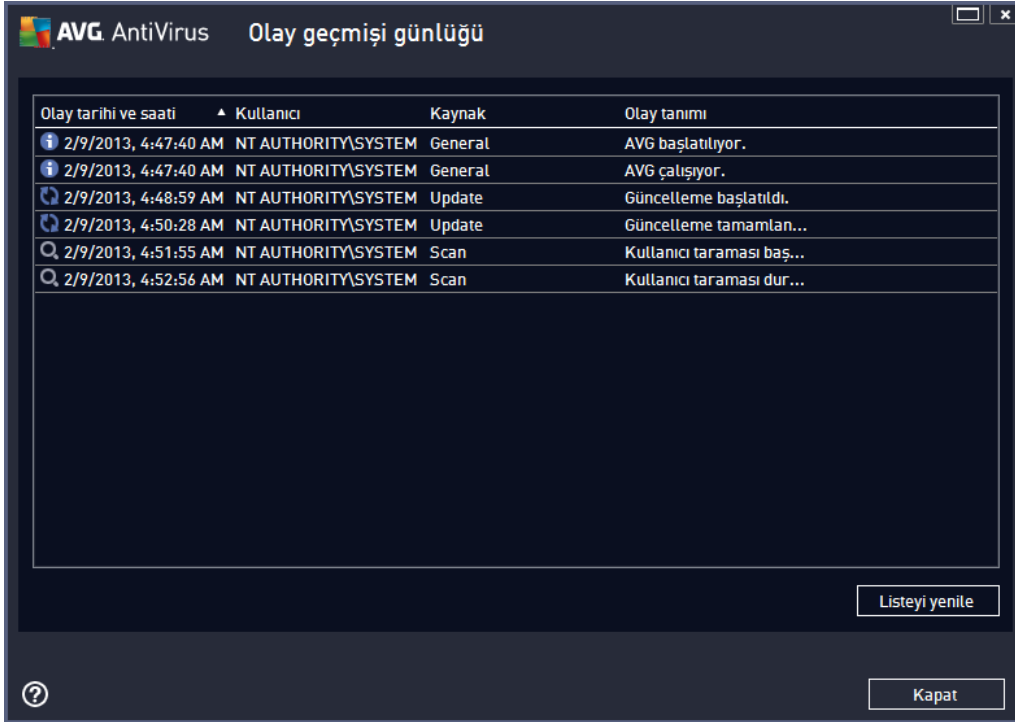 AVG AntiVirus Olay geçmişi günlüğü
Olay tarihi ve saati Kullanıcı Kaynak Olay tanımı
2/9/2013, 4:47:40 AM NT AUTHORITY\SYSTEM General AVG başlatılıyor.
2/9/2013, 4:47:40 AM NT AUTHORITY\SYSTEM General AVG çalışıyor.
2/9/2013, 4:48:59 AM NT AUTHORITY\SYSTEM Update Güncelleme başlatıldı.
2/9/2013, 4:50:28 AM NT AUTHORITY\SYSTEM Update Güncelleme tamamlan...
2/9/2013, 4:51:55 AM NT AUTHORITY\SYSTEM Scan Kullanıcı taraması baş...
2/9/2013, 4:52:56 AM NT AUTHORITY\SYSTEM Scan Kullanıcı taraması dur...
Listeyi yenile
Kapat